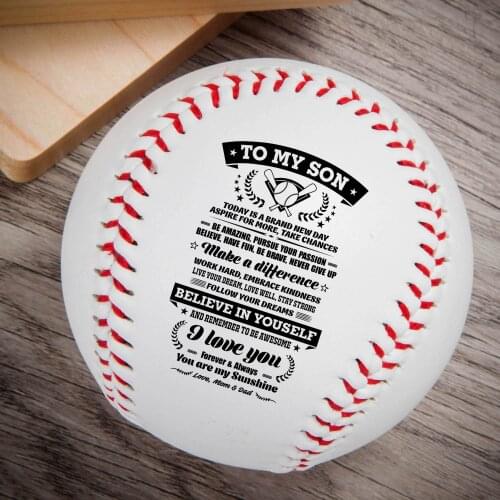 TO MY SON
TODAY IS A BRAND NEW DAY
ASPIRE FOR MORE, TAKE CHANCES
BE AMAZING, PURSUE YOUR PASSION
BELIEVE, HAVE FUN, BE BRAVE, NEVER GIVE UP
Make a difference
WORK HARD, EMBRACE KINDNESS
LIVE YOUR DREAM, LOVE WELL, STAY STRONG
FOLLOW YOUR DREAMS
BELIEVE IN YOUSELF
AND REMEMBER TO BE AWESOME
I love you
Forever & Always
You are my Sunshine
Love, Mom & Dad